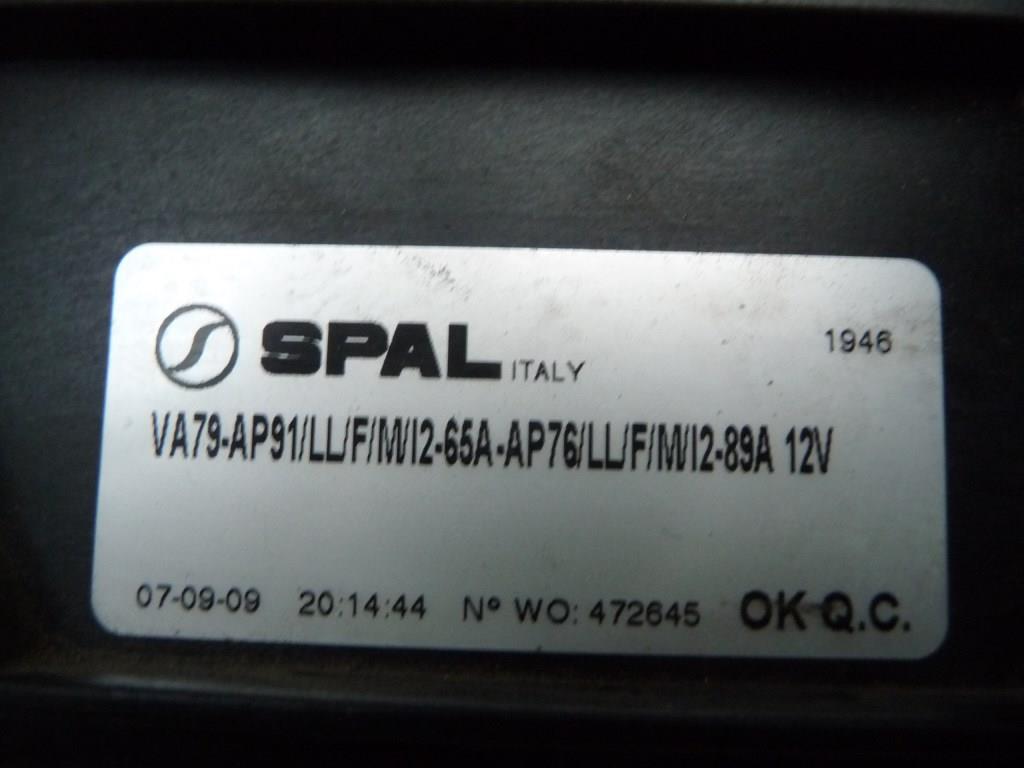 SPAL ITALY 1946
VA79-AP91/LL/F/M/I2-65A-AP76/LL/F/M/I2-89A 12V
07-09-09 20:14:44 Nº WO: 472645 OK Q.C.